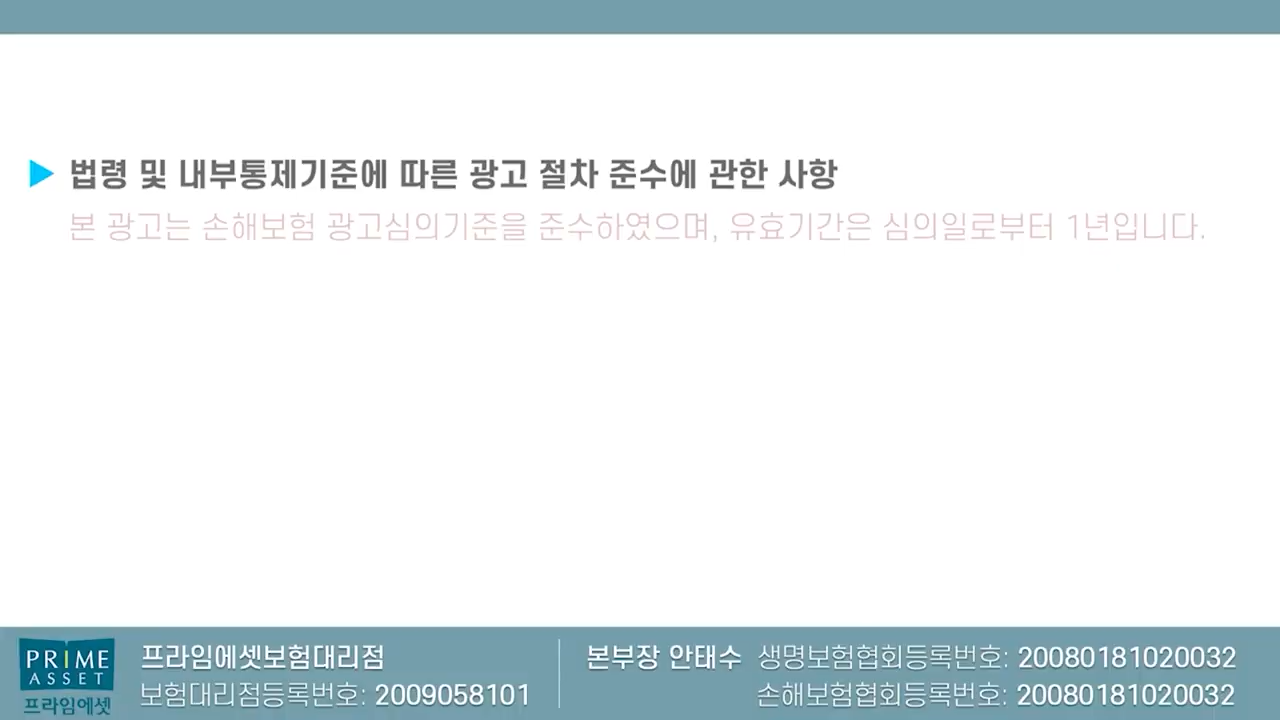 ▶ 법령 및 내부통제기준에 따른 광고 절차 준수에 관한 사항
본 광고는 손해보험 광고심의기준을 준수하였으며, 유효기간은 심의일로부터 1년입니다.
PRIME
ASSET
프라임에셋
프라임에셋보험대리점
보험대리점등록번호: 2009058101
본부장 안태수 생명보험협회등록번호: 20080181020032
손해보험협회등록번호: 20080181020032